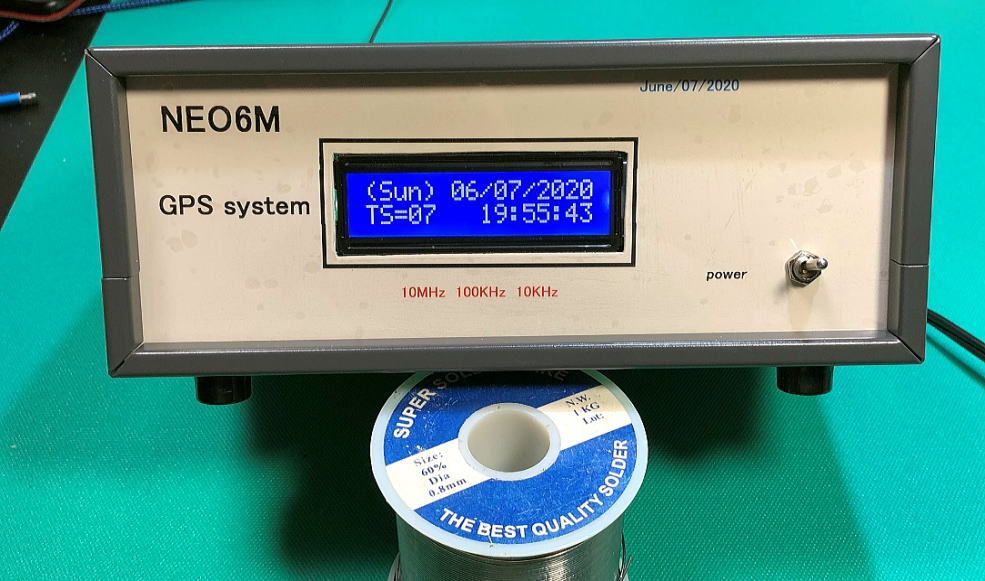 June/07/2020
NEO6M
GPS system
(Sun) 06/07/2020
TS=07 19:55:43
10MHz 100KHz 10KHz
power
SUPER SOLDER WIRE
N.W.
1 KG
Lot:
Size:
60%
Dia
0.8mm
THE BEST QUALITY SOLDER